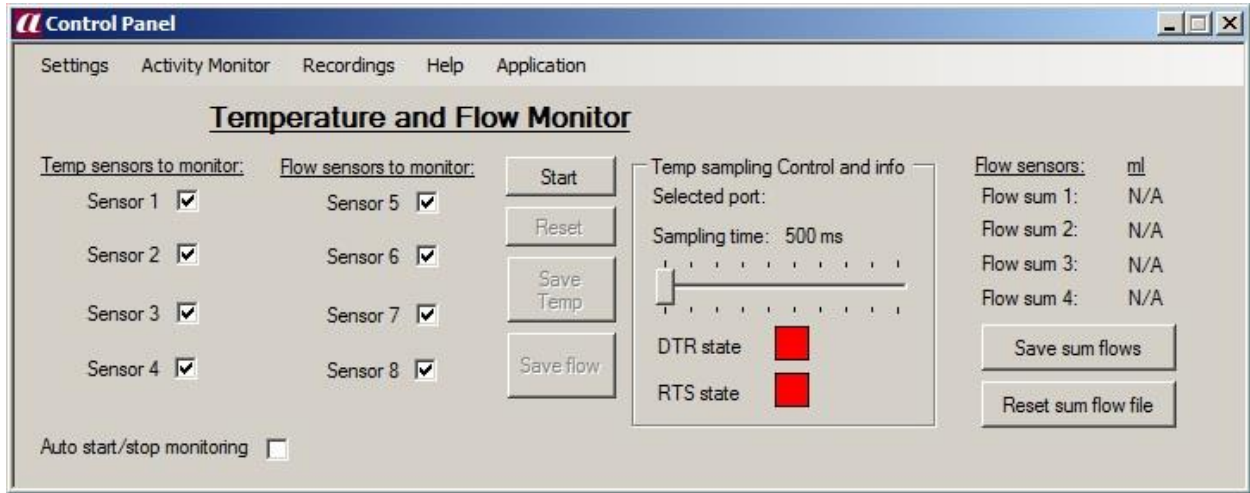 Control Panel
Settings Activity Monitor Recordings Help Application
Temperature and Flow Monitor
Temp sensors to monitor:
Sensor 1
Sensor 2
Sensor 3
Sensor 4
Flow sensors to monitor:
Sensor 5
Sensor 6
Sensor 7
Sensor 8
Start
Reset
Save
Temp
Save flow
Temp sampling Control and info
Selected port:
Sampling time: 500 ms
DTR state
RTS state
Flow sensors: ml
Flow sum 1: N/A
Flow sum 2: N/A
Flow sum 3: N/A
Flow sum 4: N/A
Save sum flows
Reset sum flow file
Auto start/stop monitoring